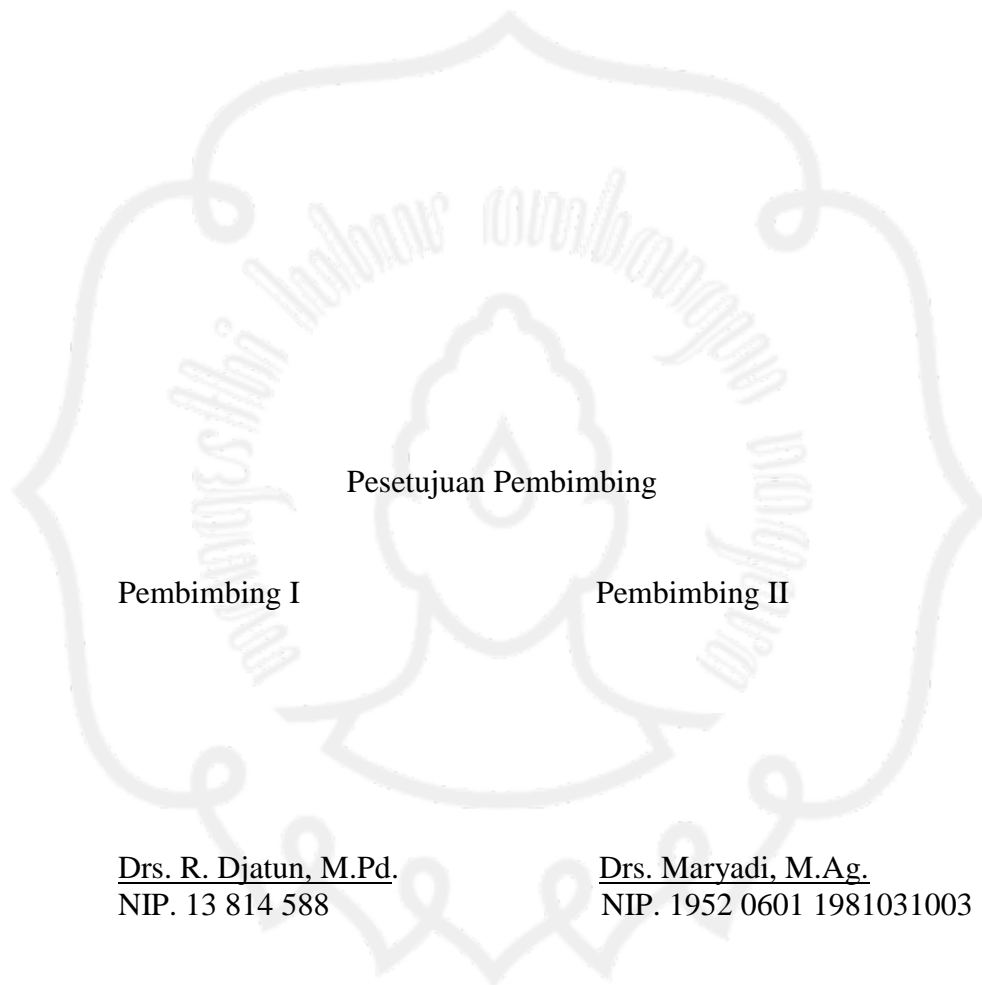 Pesetujuan Pembimbing
Pembimbing I Pembimbing II
Drs. R. Djatun, M.Pd. Drs. Maryadi, M.Ag.
NIP. 13 814 588 NIP. 1952 0601 1981031003